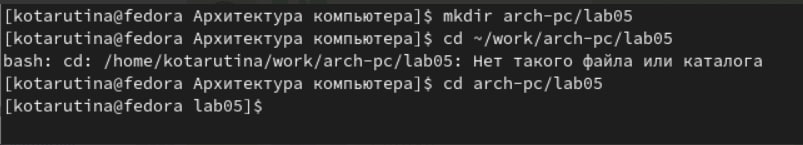 [kotarutina@fedora Архитектура компьютера]$ mkdir arch-pc/lab05
[kotarutina@fedora Архитектура компьютера]$ cd ~/work/arch-pc/lab05
bash: cd: /home/kotarutina/work/arch-pc/lab05: Нет такого файла или каталога
[kotarutina@fedora Архитектура компьютера]$ cd arch-pc/lab05
[kotarutina@fedora lab05]$